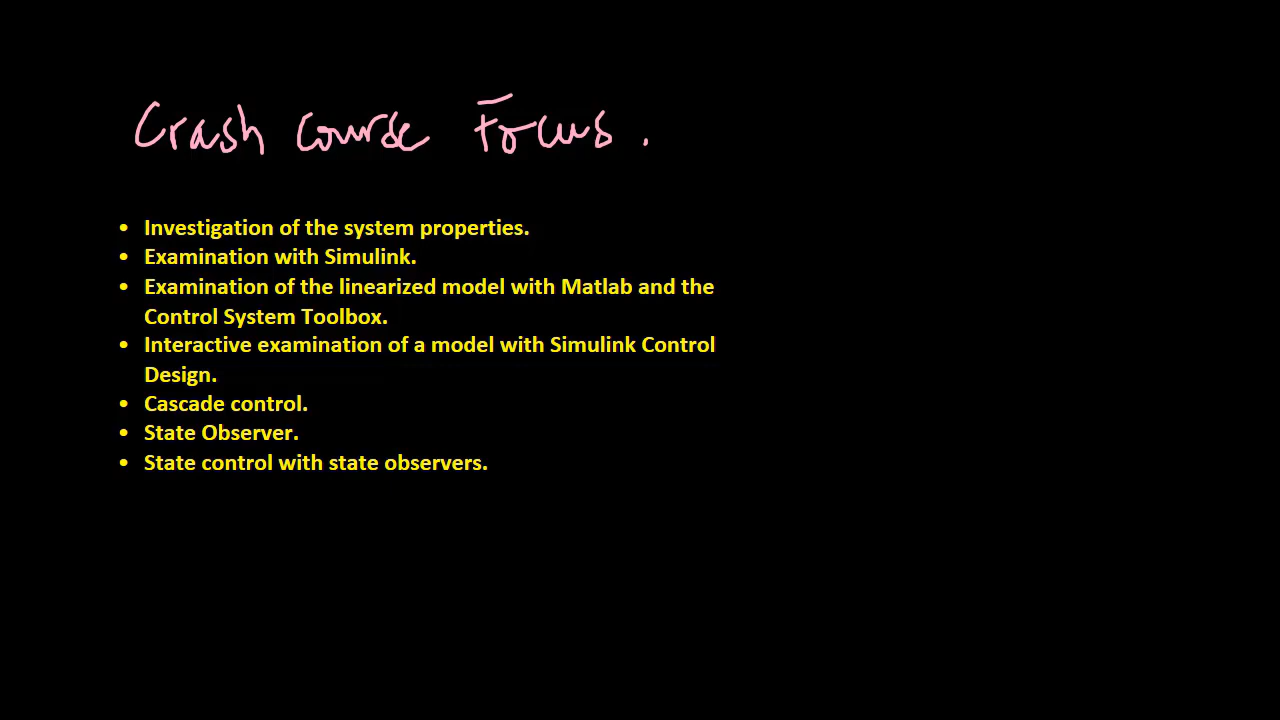 Crash course Focus.
• Investigation of the system properties.
• Examination with Simulink.
• Examination of the linearized model with Matlab and the
Control System Toolbox.
• Interactive examination of a model with Simulink Control
Design.
• Cascade control.
• State Observer.
• State control with state observers.